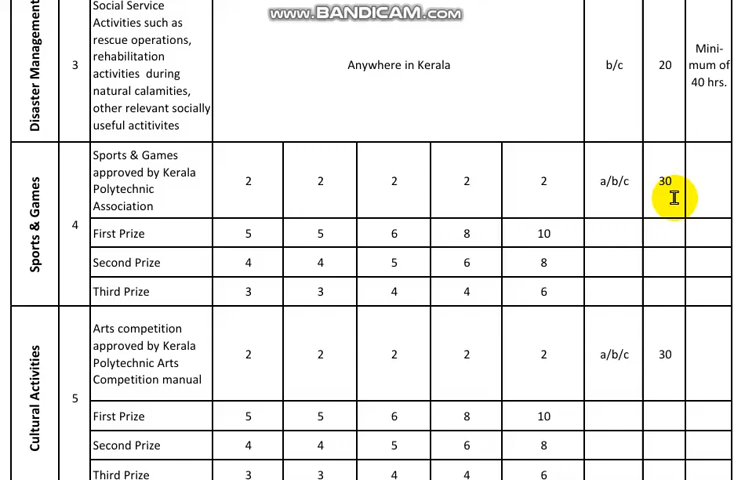 www.BANDICAM.com
Disaster Management
3
Social Service
Activities such as
rescue operations,
rehabilitation
activities during
natural calamities,
other relevant socially
useful actitivites
Anywhere in Kerala
b/c
20
Mini-
mum of
40 hrs.
Sports & Games
4
Sports & Games
approved by Kerala
Polytechnic
Association
2 2 2 2 2 a/b/c 30
First Prize 5 5 6 8 10
Second Prize 4 4 5 6 8
Third Prize 3 3 4 4 6
Cultural Activities
5
Arts competition
approved by Kerala
Polytechnic Arts
Competition manual
2 2 2 2 2 a/b/c 30
First Prize 5 5 6 8 10
Second Prize 4 4 5 6 8
Third Prize 3 3 4 4 6